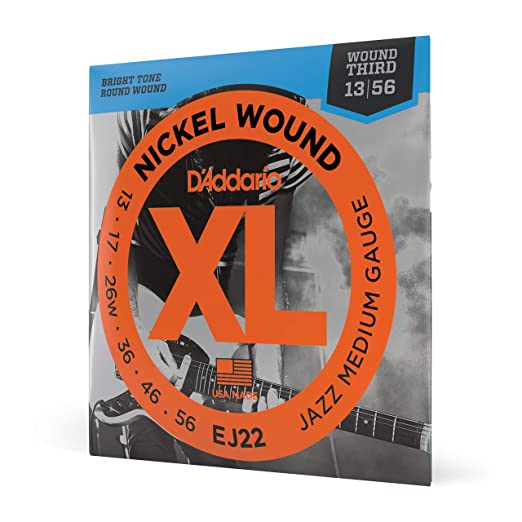 BRIGHT TONE
ROUND WOUND
WOUND
THIRD
13|56
NICKEL WOUND
D'Addario
XL
USA MADE
13 • 17 • 26W • 36 • 46 • 56
EJ22
JAZZ MEDIUM GAUGE